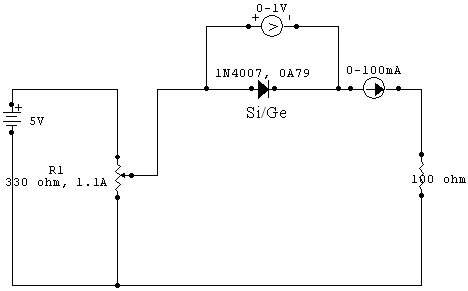 0-1V
+ -
1N4007, 0A79
0-100mA
Si/Ge
+
5V
R1
330 ohm, 1.1A
100 ohm